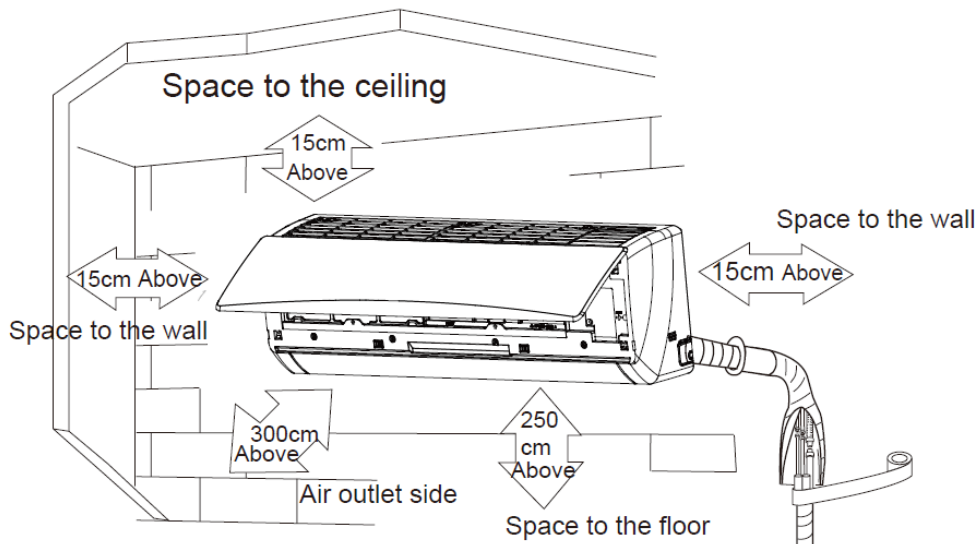 Space to the ceiling
15cm
Above
Space to the wall
15cm Above
15cm Above
Space to the wall
300cm
Above
250
cm
Above
Air outlet side
Space to the floor